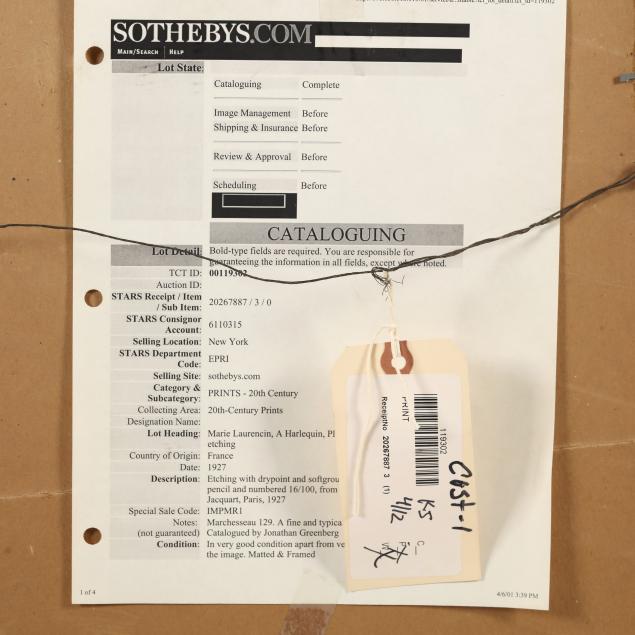 SOTHEBYS.COM
MAIN/SEARCH | HELP
Lot State:
Cataloguing Complete
Image Management Before
Shipping & Insurance Before
Review & Approval Before
Scheduling Before
CATALOGUING
Lot Detail: Bold-type fields are required. You are responsible for
guaranteeing the information in all fields, except where noted.
TCT ID: 00119302
Auction ID:
STARS Receipt / Item 20267887 / 3 / 0
/ Sub Item:
STARS Consignor 6110315
Account:
Selling Location: New York
STARS Department EPRI
Code:
Selling Site: sothebys.com
Category & PRINTS - 20th Century
Subcategory:
Collecting Area: 20th-Century Prints
Designation Name:
Lot Heading: Marie Laurencin, A Harlequin, Pl
etching
Country of Origin: France
Date: 1927
Description: Etching with drypoint and softgrou
pencil and numbered 16/100, from
Jacquart, Paris, 1927
Special Sale Code: IMPMR1
Notes: Marchesseau 129. A fine and typica
(not guaranteed) Catalogued by Jonathan Greenberg
Condition: In very good condition apart from ve
the image. Matted & Framed
1 of 4
4/6/01 3:39 PM
119302
PRINT
ReceiptNo 20267887 3 (1)
Cost-1
KS
4/12